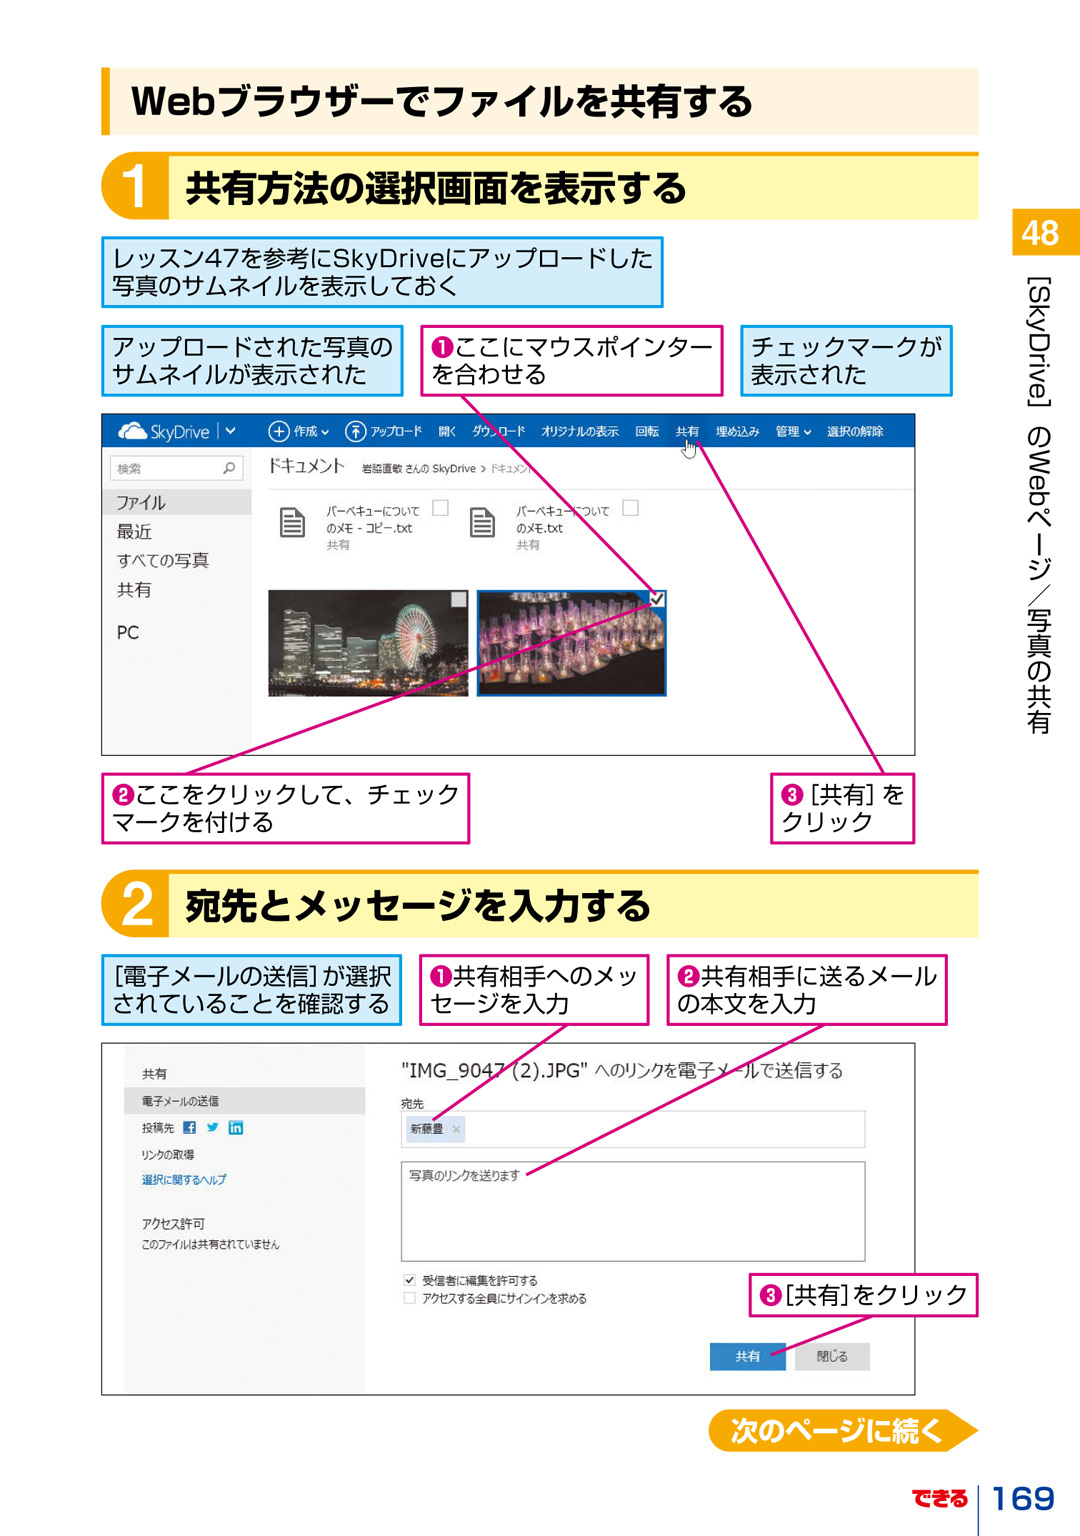 Webブラウザーでファイルを共有する
1 共有方法の選択画面を表示する
レッスン47を参考にSkyDriveにアップロードした
写真のサムネイルを表示しておく
アップロードされた写真の
サムネイルが表示された
❶ここにマウスポインター
を合わせる
チェックマークが
表示された
SkyDrive
作成
アップロード
開く
ダウンロード
オリジナルの表示
回転
共有
埋め込み
管理
選択の解除
検索
ファイル
最近
すべての写真
共有
PC
ドキュメント
岩脇直敏 さんの SkyDrive > ドキュメント
バーベキューについて
のメモ - コピー.txt
共有
バーベキューについて
のメモ.txt
共有
❷ここをクリックして、チェック
マークを付ける
❸[共有]を
クリック
2 宛先とメッセージを入力する
[電子メールの送信]が選択
されていることを確認する
❶共有相手へのメッ
セージを入力
❷共有相手に送るメール
の本文を入力
共有
電子メールの送信
投稿先
リンクの取得
選択に関するヘルプ
アクセス許可
このファイルは共有されていません
"IMG_9047 (2).JPG" へのリンクを電子メールで送信する
宛先
新藤豊 ×
写真のリンクを送ります
受信者に編集を許可する
アクセスする全員にサインインを求める
❸[共有]をクリック
共有
閉じる
次のページに続く
48
[SkyDrive]のWebページ/写真の共有
できる
169